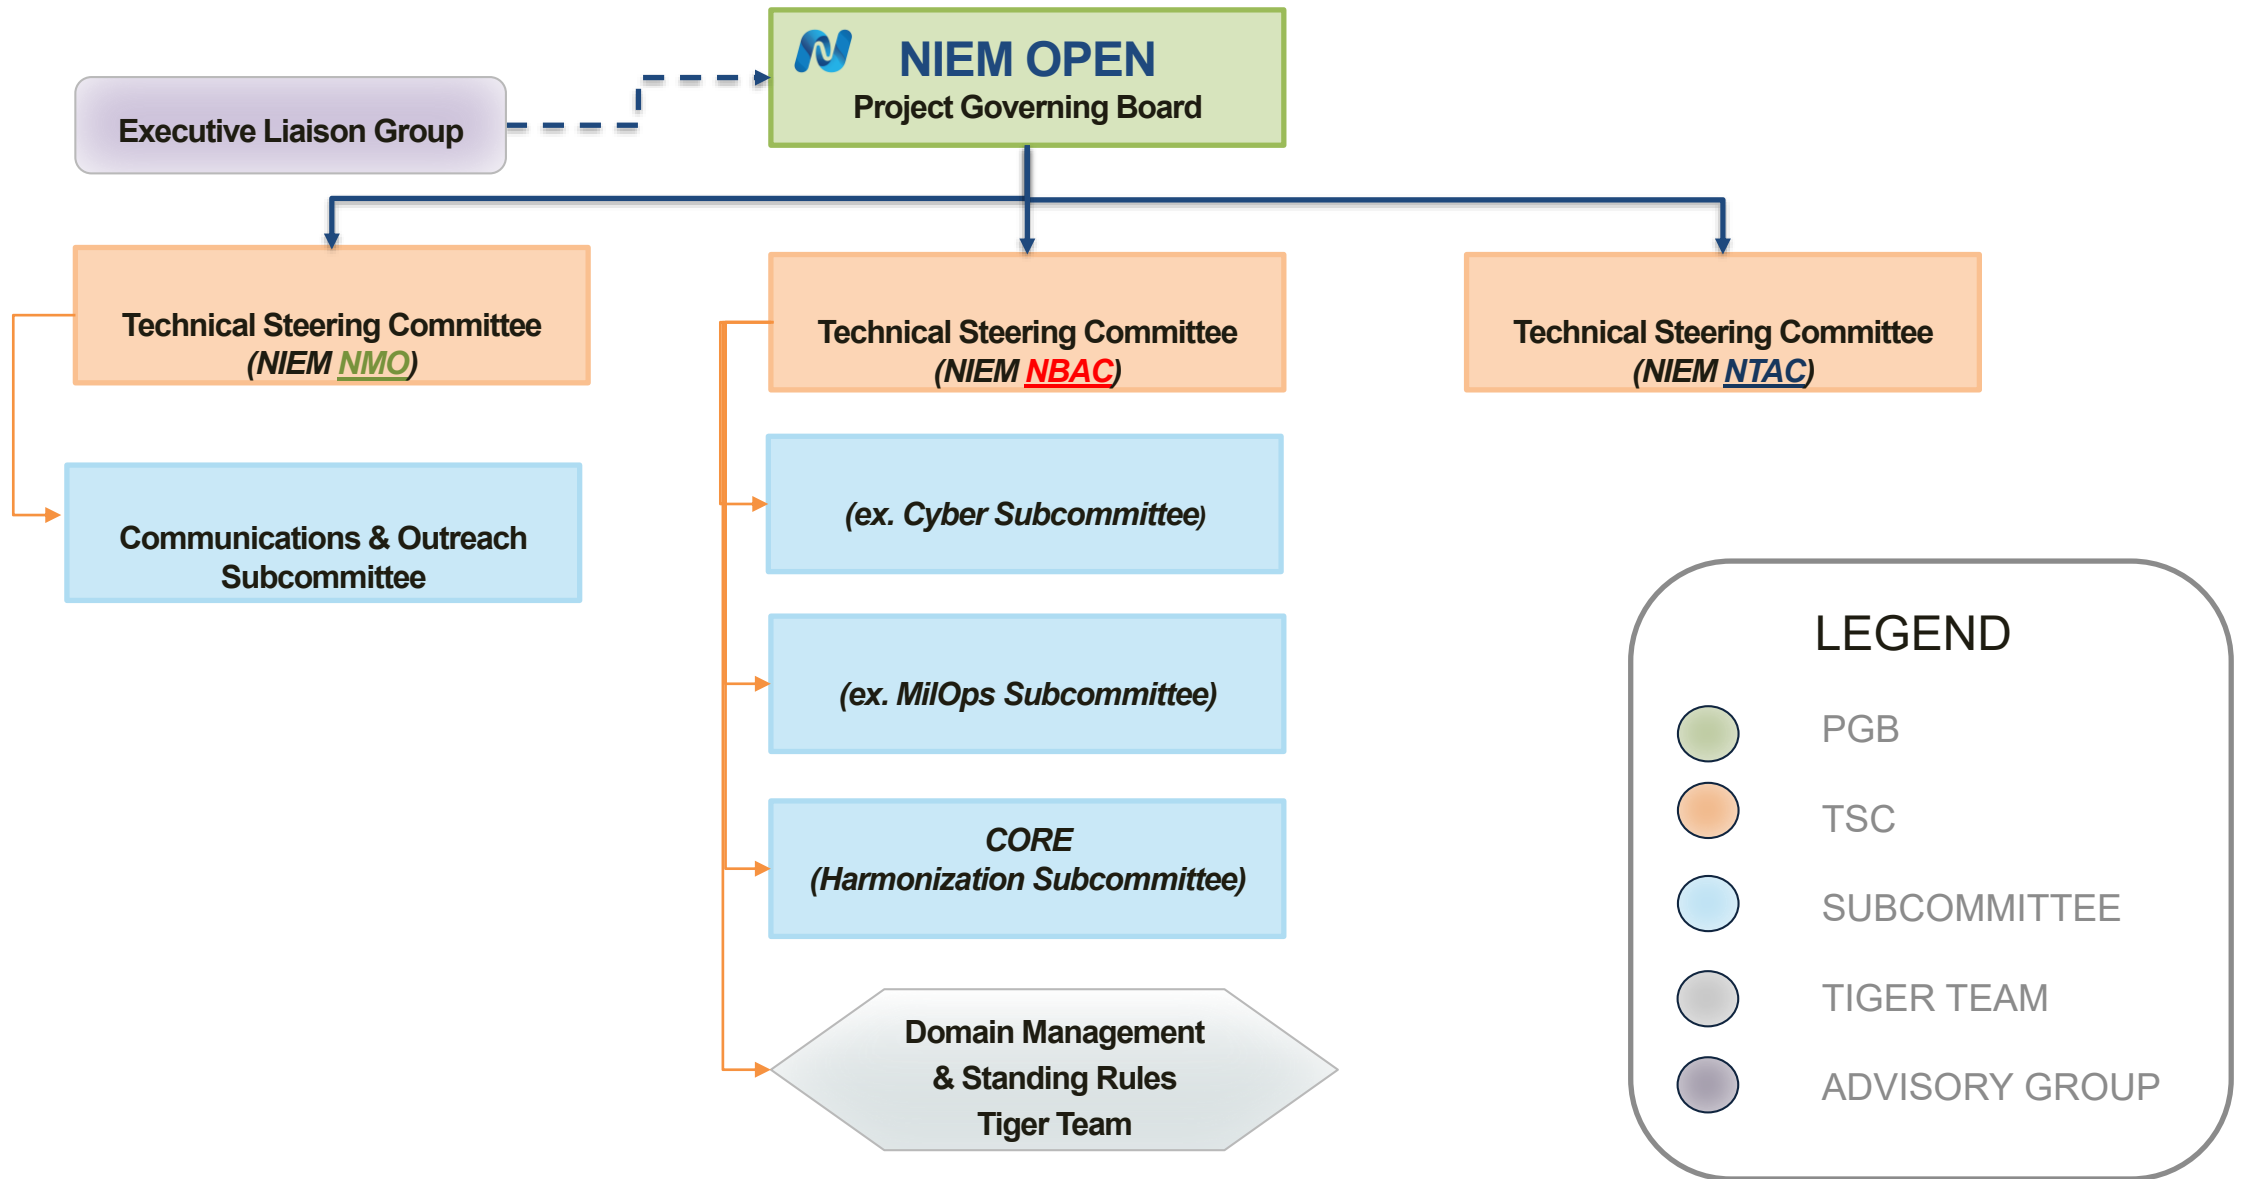 NIEM OPEN
Project Governing Board
Executive Liaison Group
Technical Steering Committee
(NIEM NMO)
Technical Steering Committee
(NIEM NBAC)
Technical Steering Committee
(NIEM NTAC)
Communications & Outreach
Subcommittee
(ex. Cyber Subcommittee)
(ex. MilOps Subcommittee)
CORE
(Harmonization Subcommittee)
Domain Management
& Standing Rules
Tiger Team
LEGEND
PGB
TSC
SUBCOMMITTEE
TIGER TEAM
ADVISORY GROUP